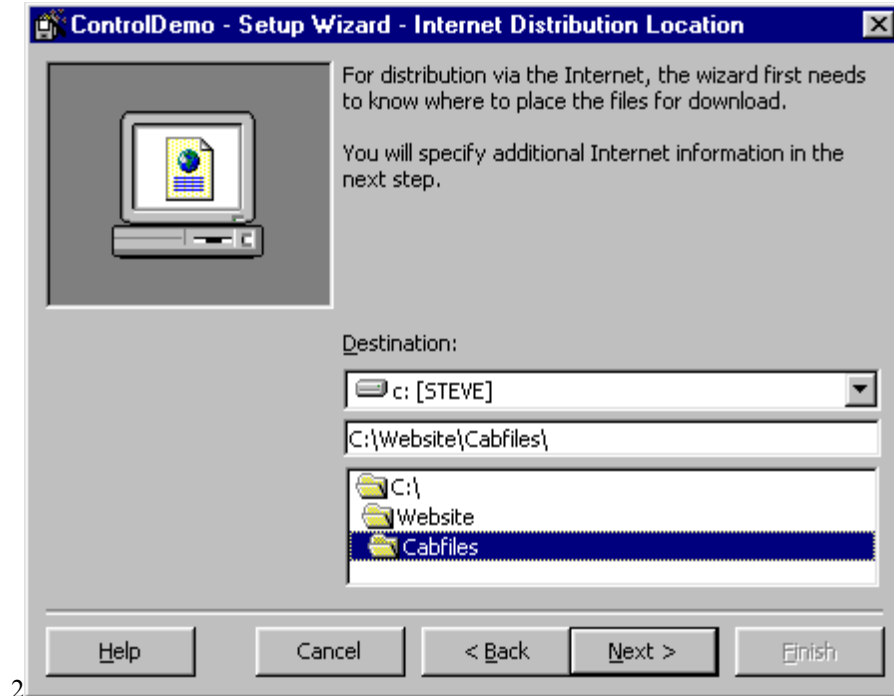 ControlDemo - Setup Wizard - Internet Distribution Location
For distribution via the Internet, the wizard first needs
to know where to place the files for download.
You will specify additional Internet information in the
next step.
Destination:
c: [STEVE]
C:\Website\Cabfiles\
C:\
Website
Cabfiles
Help
Cancel
< Back
Next >
Finish
2